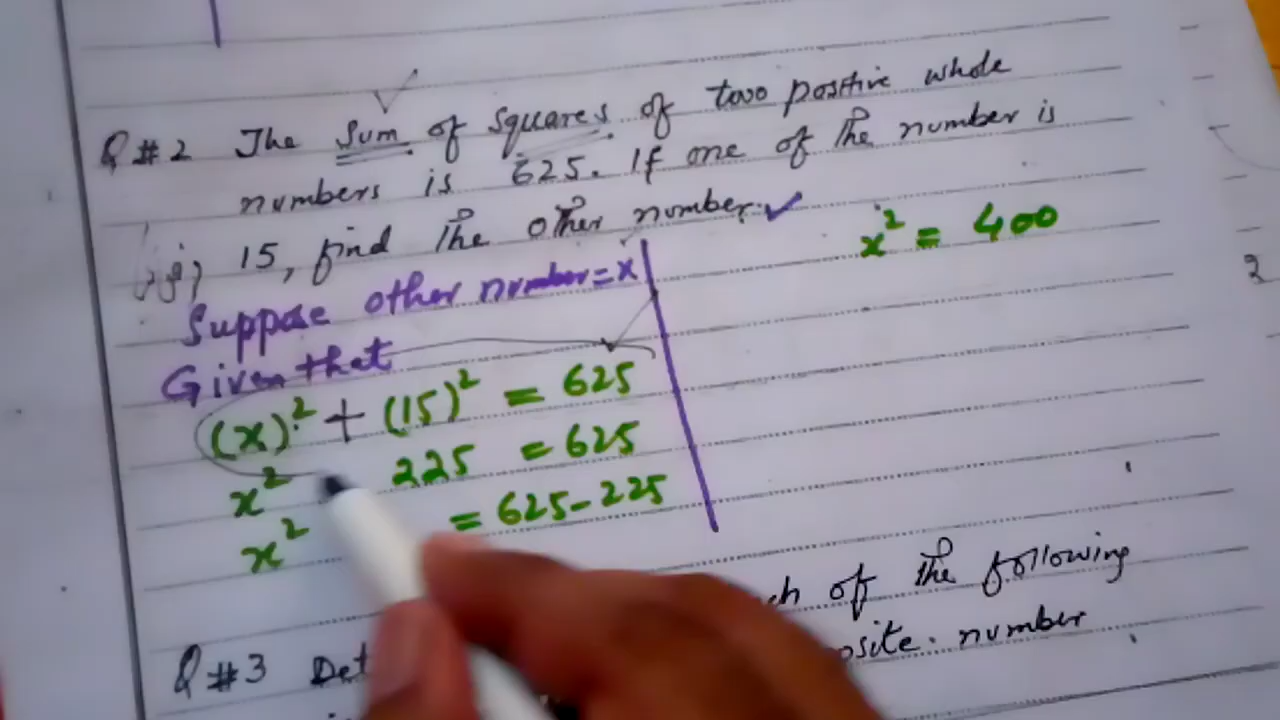 Q#2 The Sum of squares of two positive whole
numbers is 625. If one of the number is
15, find the other number.
Suppose other number=x
Given that
(x)² + (15)² = 625
x² 225 = 625
x² = 625-225
x² = 400
Q#3 Det ch of the following
osite. number
2